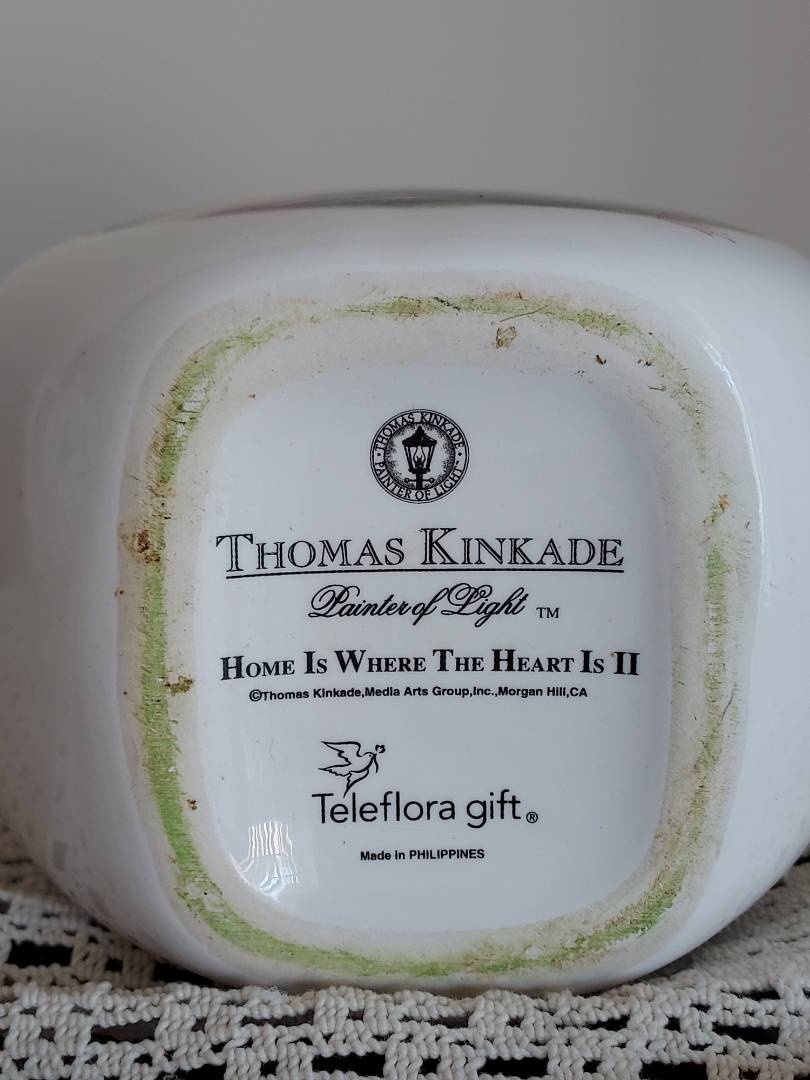 THOMAS KINKADE
PAINTER OF LIGHT™
THOMAS KINKADE
Painter of Light TM
HOME IS WHERE THE HEART IS II
©Thomas Kinkade,Media Arts Group,Inc.,Morgan Hill,CA
Teleflora gift®
Made in PHILIPPINES